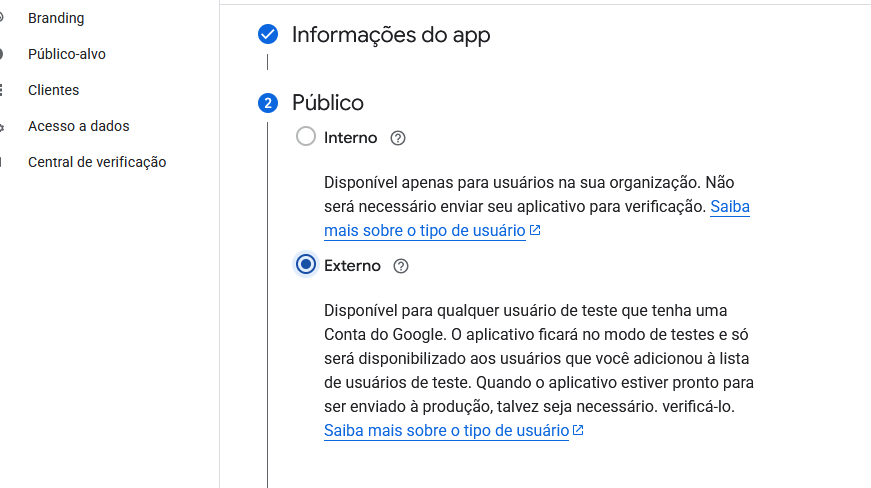 Branding
Público-alvo
Clientes
Acesso a dados
Central de verificação
Informações do app
2 Público
Interno
Disponível apenas para usuários na sua organização. Não
será necessário enviar seu aplicativo para verificação. Saiba
mais sobre o tipo de usuário
Externo
Disponível para qualquer usuário de teste que tenha uma
Conta do Google. O aplicativo ficará no modo de testes e só
será disponibilizado aos usuários que você adicionou à lista
de usuários de teste. Quando o aplicativo estiver pronto para
ser enviado à produção, talvez seja necessário. verificá-lo.
Saiba mais sobre o tipo de usuário